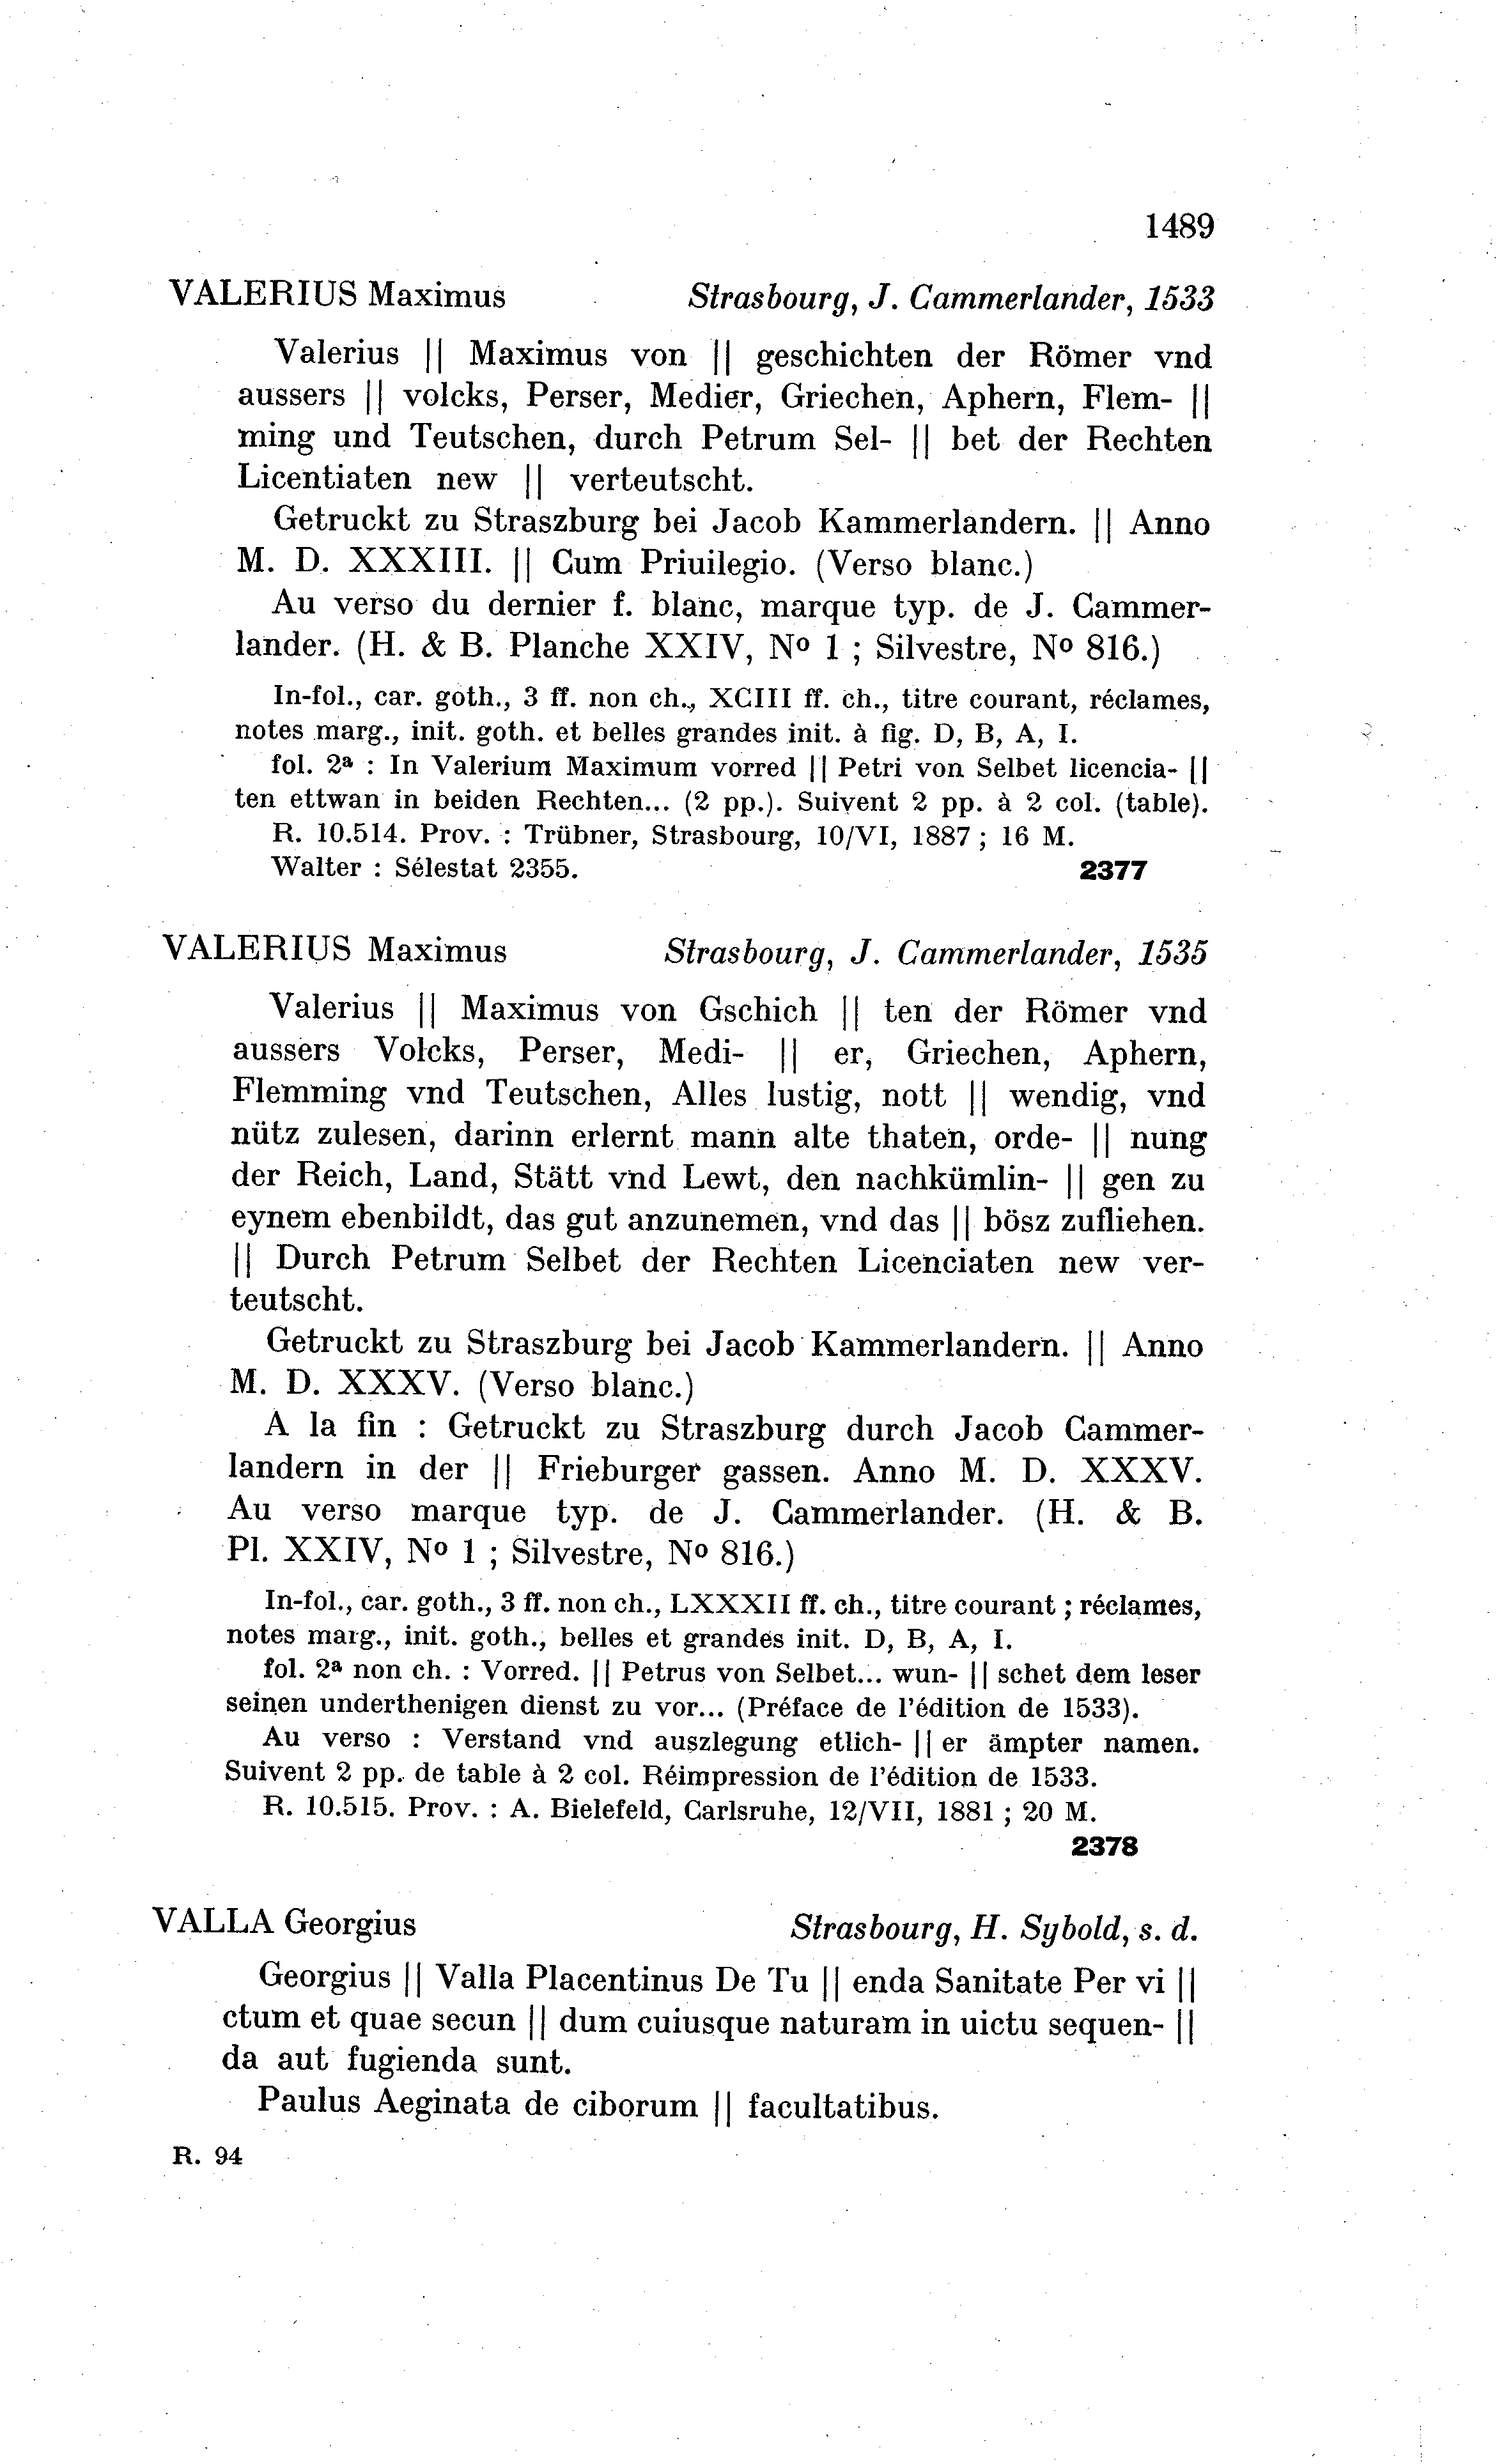 1489
VALERIUS Maximus Strasbourg, J. Cammerlander, 1533
Valerius || Maximus von || geschichten der Römer vnd
aussers || volcks, Perser, Medier, Griechen, Aphern, Flem- ||
ming und Teutschen, durch Petrum Sel- || bet der Rechten
Licentiaten new || verteutscht.
Getruckt zu Straszburg bei Jacob Kammerlandern. || Anno
M. D. XXXIII. || Cum Priuilegio. (Verso blanc.)
Au verso du dernier f. blanc, marque typ. de J. Cammer-
lander. (H. & B. Planche XXIV, Nº 1 ; Silvestre, Nº 816.)
In-fol., car. goth., 3 ff. non ch., XCIII ff. ch., titre courant, réclames,
notes marg., init. goth. et belles grandes init. à fig. D, B, A, I.
fol. 2ª : In Valerium Maximum vorred || Petri von Selbet licencia- ||
ten ettwan in beiden Rechten... (2 pp.). Suivent 2 pp. à 2 col. (table).
R. 10.514. Prov. : Trübner, Strasbourg, 10/VI, 1887 ; 16 M.
Walter : Sélestat 2355. 2377
VALERIUS Maximus Strasbourg, J. Cammerlander, 1535
Valerius || Maximus von Gschich || ten der Römer vnd
aussers Volcks, Perser, Medi- || er, Griechen, Aphern,
Flemming vnd Teutschen, Alles lustig, nott || wendig, vnd
nütz zulesen, darinn erlernt mann alte thaten, orde- || nung
der Reich, Land, Stätt vnd Lewt, den nachkümlin- || gen zu
eynem ebenbildt, das gut anzunemen, vnd das || bösz zufliehen.
|| Durch Petrum Selbet der Rechten Licenciaten new ver-
teutscht.
Getruckt zu Straszburg bei Jacob Kammerlandern. || Anno
M. D. XXXV. (Verso blanc.)
A la fin : Getruckt zu Straszburg durch Jacob Cammer-
landern in der || Frieburger gassen. Anno M. D. XXXV.
Au verso marque typ. de J. Cammerlander. (H. & B.
Pl. XXIV, Nº 1 ; Silvestre, Nº 816.)
In-fol., car. goth., 3 ff. non ch., LXXXII ff. ch., titre courant ; réclames,
notes marg., init. goth., belles et grandes init. D, B, A, I.
fol. 2ª non ch. : Vorred. || Petrus von Selbet... wun- || schet dem leser
seinen underthenigen dienst zu vor... (Préface de l'édition de 1533).
Au verso : Verstand vnd auszlegung etlich- || er ämpter namen.
Suivent 2 pp. de table à 2 col. Réimpression de l'édition de 1533.
R. 10.515. Prov. : A. Bielefeld, Carlsruhe, 12/VII, 1881 ; 20 M.
2378
VALLA Georgius Strasbourg, H. Sybold, s. d.
Georgius || Valla Placentinus De Tu || enda Sanitate Per vi ||
ctum et quae secun || dum cuiusque naturam in uictu sequen- ||
da aut fugienda sunt.
Paulus Aeginata de ciborum || facultatibus.
R. 94